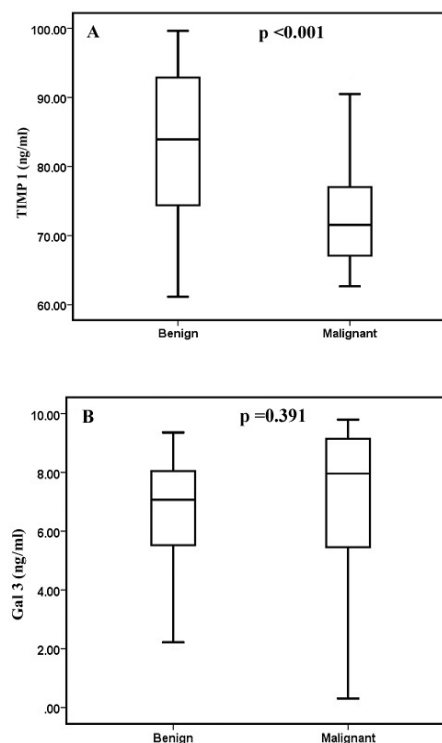 A
p <0.001
100.00
90.00
80.00
70.00
60.00
TIMP 1 (ng/ml)
Benign
Malignant
B
p =0.391
10.00
8.00
6.00
4.00
2.00
.00
Gal 3 (ng/ml)
Benign
Malignant